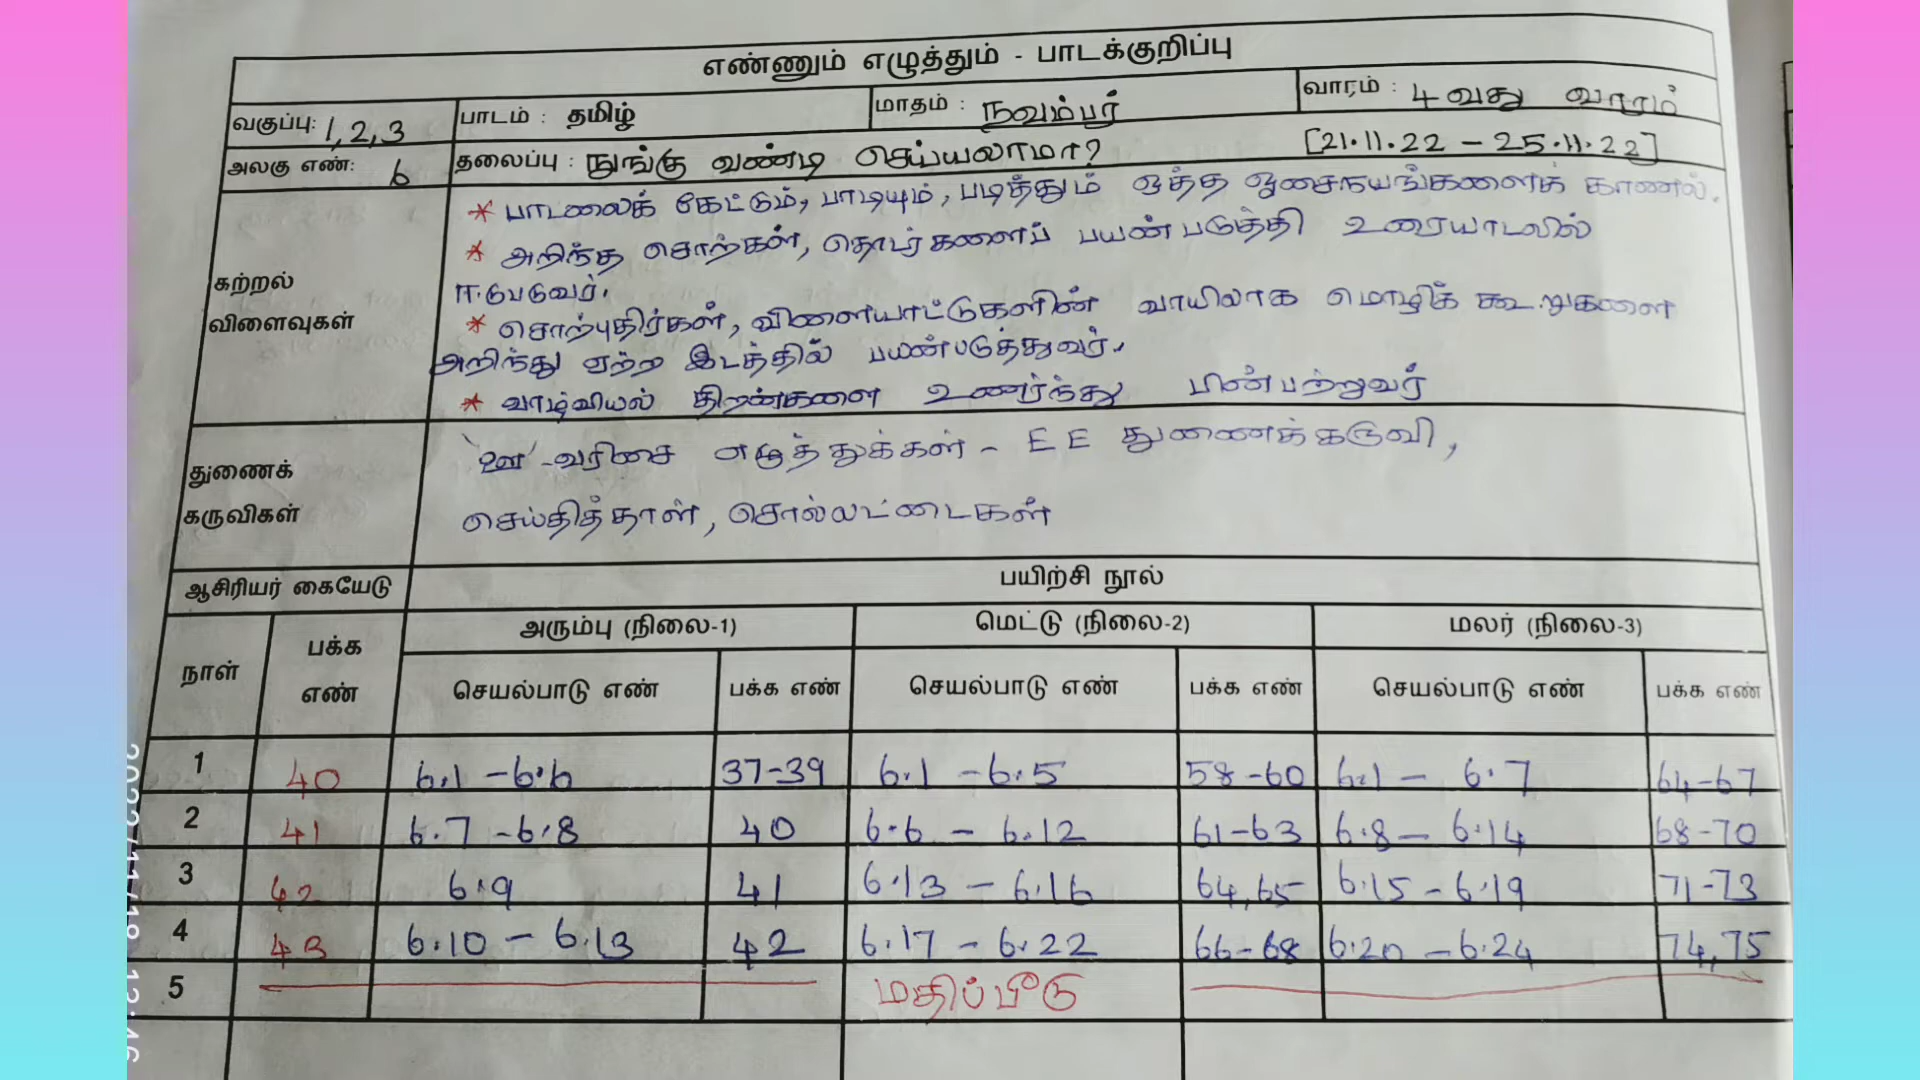 எண்ணும் எழுத்தும் - பாடக்குறிப்பு
வகுப்பு: 1, 2, 3 பாடம் : தமிழ் மாதம் : நவம்பர் வாரம் : 4 வது வாரம்
அலகு எண்: 6 தலைப்பு : நுங்கு வண்டி செய்யலாமா? [21.11.22 – 25.11.22]
கற்றல் விளைவுகள்
* பாடலைக் கேட்டும், பாடியும், படித்தும் ஒத்த ஓசைநயங்களைக் காணல்.
* அறிந்த சொற்கள், தொடர்களைப் பயன்படுத்தி உரையாடலில்
ஈடுபடுவர்.
* சொற்புதிர்கள், விளையாட்டுகளின் வாயிலாக மொழிக் கூறுகளை
அறிந்து ஏற்ற இடத்தில் பயன்படுத்துவர்.
* வாழ்வியல் திறன்களை உணர்ந்து பின்பற்றுவர்
துணைக் கருவிகள்
'ஊ' -வரிசை எழுத்துக்கள் - EE துணைக்கருவி,
செய்தித்தாள், சொல்லட்டைகள்
ஆசிரியர் கையேடு பயிற்சி நூல்
அரும்பு (நிலை-1) மெட்டு (நிலை-2) மலர் (நிலை-3)
நாள் பக்க எண் செயல்பாடு எண் பக்க எண் செயல்பாடு எண் பக்க எண் செயல்பாடு எண் பக்க எண்
1 40 6.1 – 6.6 37-39 6.1 – 6.5 58-60 6.1 – 6.7 64-67
2 41 6.7 – 6.8 40 6.6 – 6.12 61-63 6.8 – 6.14 68-70
3 42 6.9 41 6.13 – 6.16 64,65 6.15 – 6.19 71-73
4 43 6.10 – 6.13 42 6.17 – 6.22 66-68 6.20 – 6.24 74,75
5 மதிப்பீடு